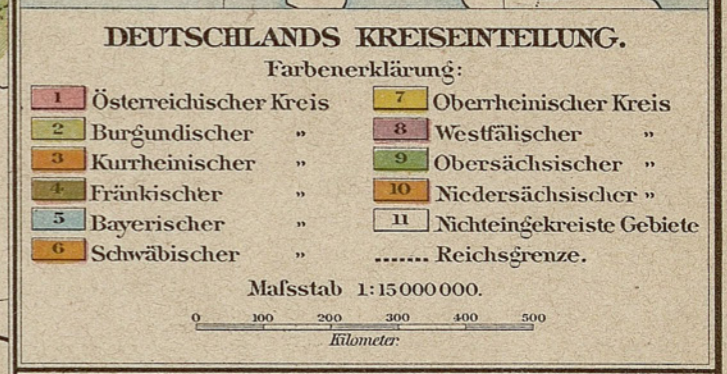 DEUTSCHLANDS KREISEINTEILUNG.
Farbenerklärung:
1 Österreichischer Kreis
2 Burgundischer "
3 Kurrheinischer "
4 Fränkischer "
5 Bayerischer "
6 Schwäbischer "
7 Oberrheinischer Kreis
8 Westfälischer "
9 Obersächsischer "
10 Niedersächsischer "
11 Nichteingekreiste Gebiete
....... Reichsgrenze.
Maſsstab 1:15000000.
0 100 200 300 400 500
Kilometer.